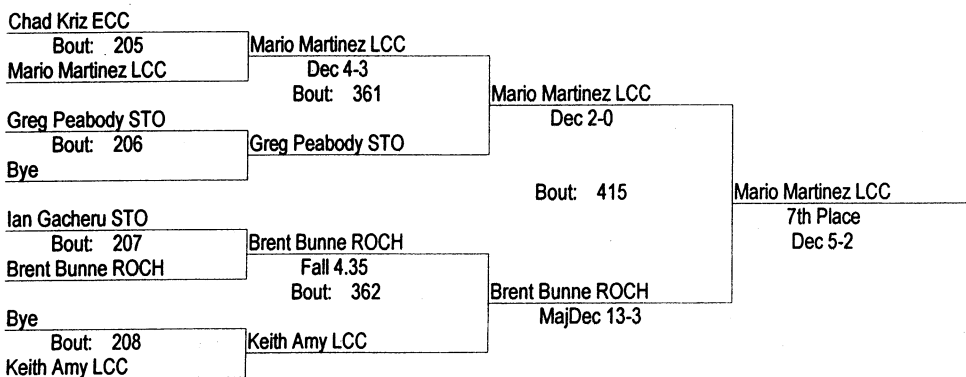 Chad Kriz ECC
Bout: 205
Mario Martinez LCC
Mario Martinez LCC
Dec 4-3
Bout: 361
Greg Peabody STO
Bout: 206
Bye
Greg Peabody STO
Mario Martinez LCC
Dec 2-0
Bout: 415
Ian Gacheru STO
Bout: 207
Brent Bunne ROCH
Brent Bunne ROCH
Fall 4.35
Bout: 362
Bye
Bout: 208
Keith Amy LCC
Keith Amy LCC
Brent Bunne ROCH
MajDec 13-3
Mario Martinez LCC
7th Place
Dec 5-2